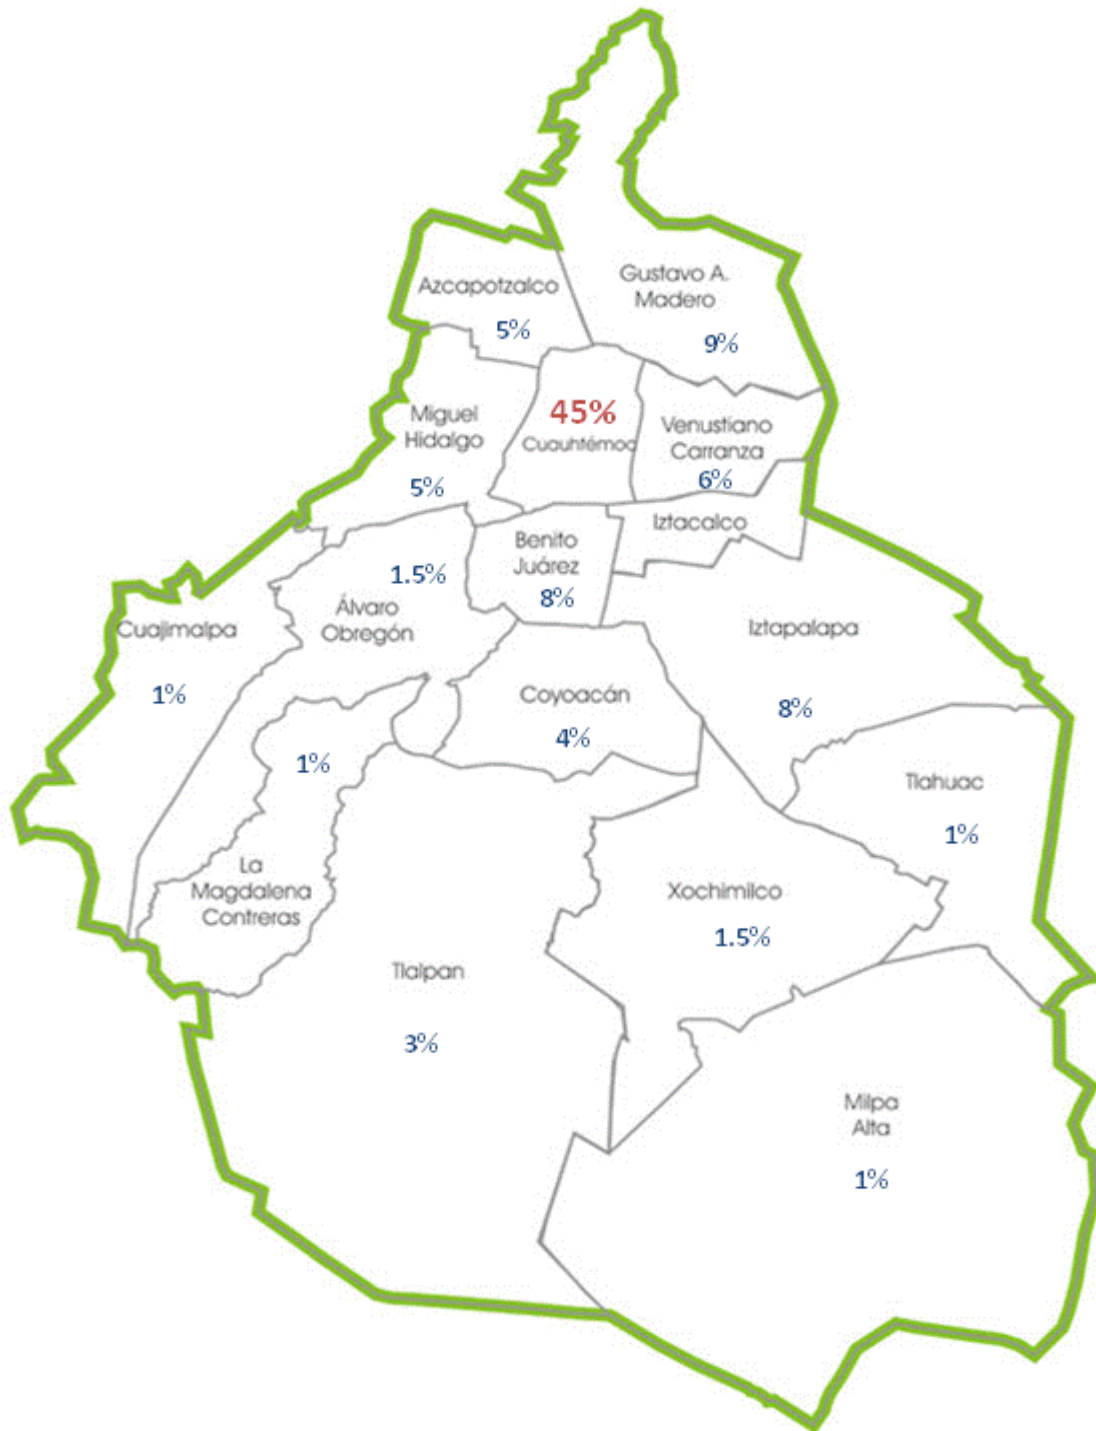 Azcapotzalco
5%
Gustavo A.
Madero
9%
Miguel
Hidalgo
5%
45%
Cuauhtémoc
Venustiano
Carranza
6%
Iztacalco
Benito
Juárez
8%
1.5%
Álvaro
Obregón
Cuajimalpa
1%
Iztapalapa
8%
Coyoacán
4%
1%
La
Magdalena
Contreras
Tlahuac
1%
Xochimilco
1.5%
Tlalpan
3%
Milpa
Alta
1%